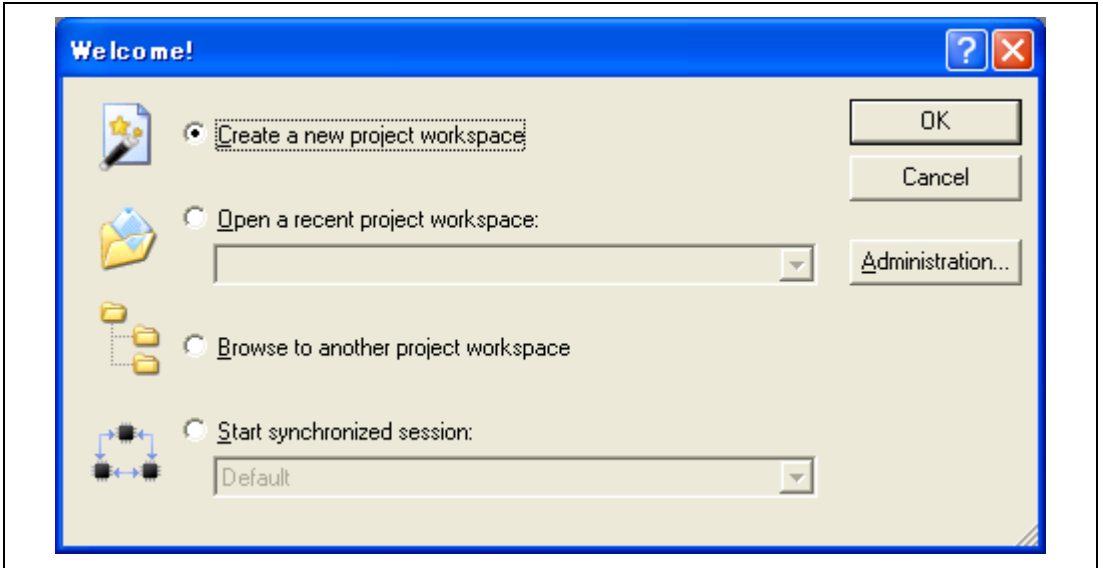 Welcome!
Create a new project workspace
OK
Cancel
Open a recent project workspace:
Administration...
Browse to another project workspace
Start synchronized session:
Default